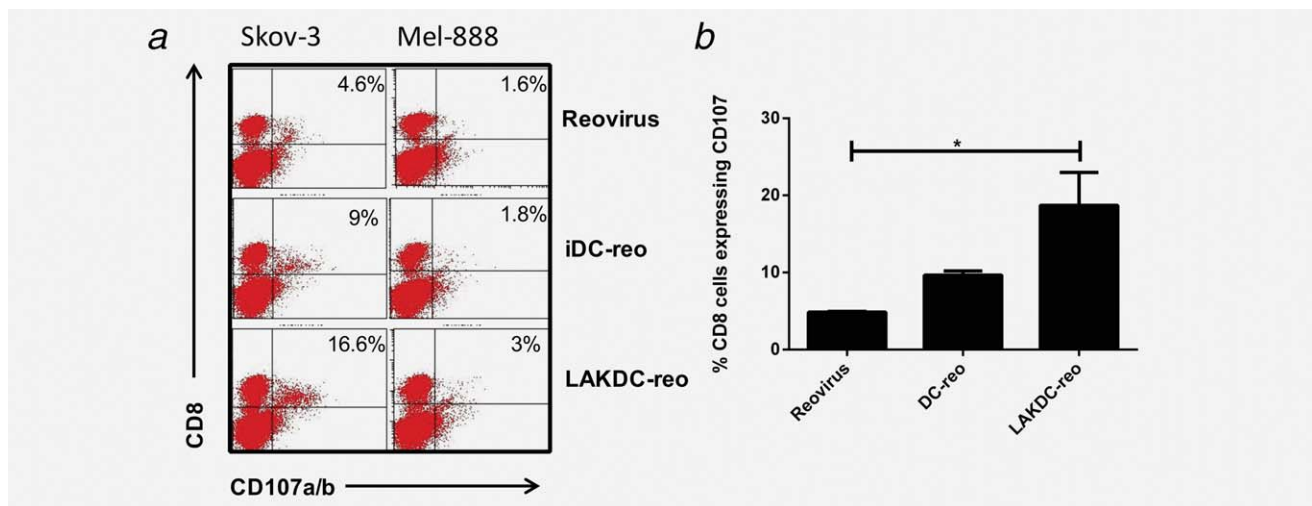 a
Skov-3
Mel-888
4.6%
1.6%
Reovirus
9%
1.8%
iDC-reo
16.6%
3%
LAKDC-reo
CD8
CD107a/b
b
% CD8 cells expressing CD107
30
20
10
0
*
Reovirus
DC-reo
LAKDC-reo